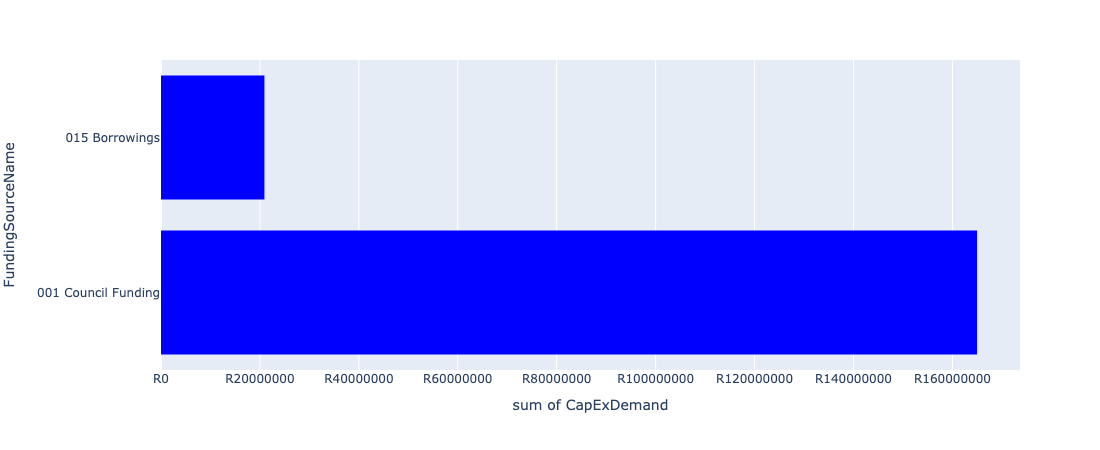 FundingSourceName
015 Borrowings
001 Council Funding
R0
R20000000
R40000000
R60000000
R80000000
R100000000
R120000000
R140000000
R160000000
sum of CapExDemand